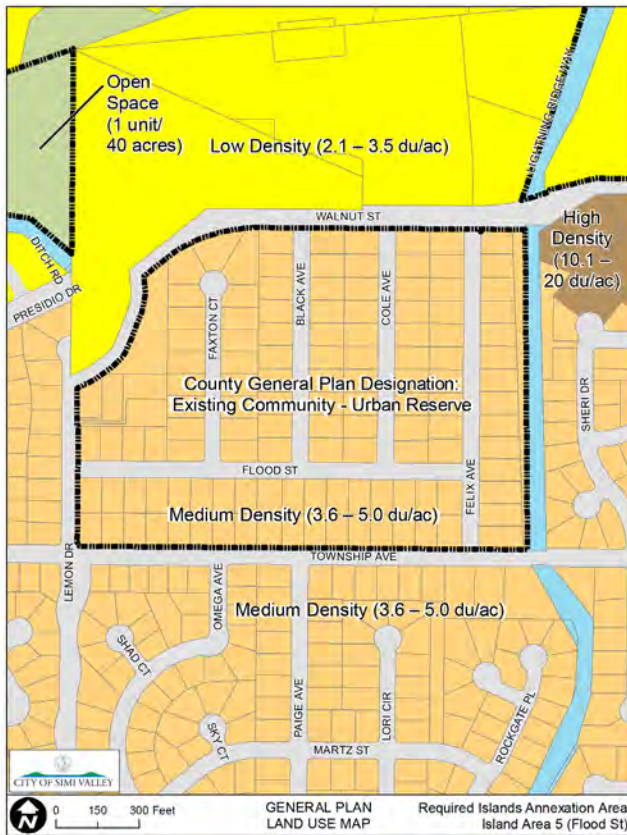 Open
Space
(1 unit/
40 acres)
Low Density (2.1 – 3.5 du/ac)
LIGHTNING RIDGE WAY
WALNUT ST
High
Density
(10.1 –
20 du/ac)
DITCH RD
PRESIDIO DR
FAXTON CT
BLACK AVE
COLE AVE
SHERI DR
County General Plan Designation:
Existing Community - Urban Reserve
FLOOD ST
FELIX AVE
Medium Density (3.6 – 5.0 du/ac)
TOWNSHIP AVE
LEMON DR
OMEGA AVE
Medium Density (3.6 – 5.0 du/ac)
SHAD CT
PAIGE AVE
LORI CIR
ROCKGATE PL
SKY CT
MARTZ ST
CITY OF SIMI VALLEY
N
0 150 300 Feet
GENERAL PLAN
LAND USE MAP
Required Islands Annexation Area
Island Area 5 (Flood St)